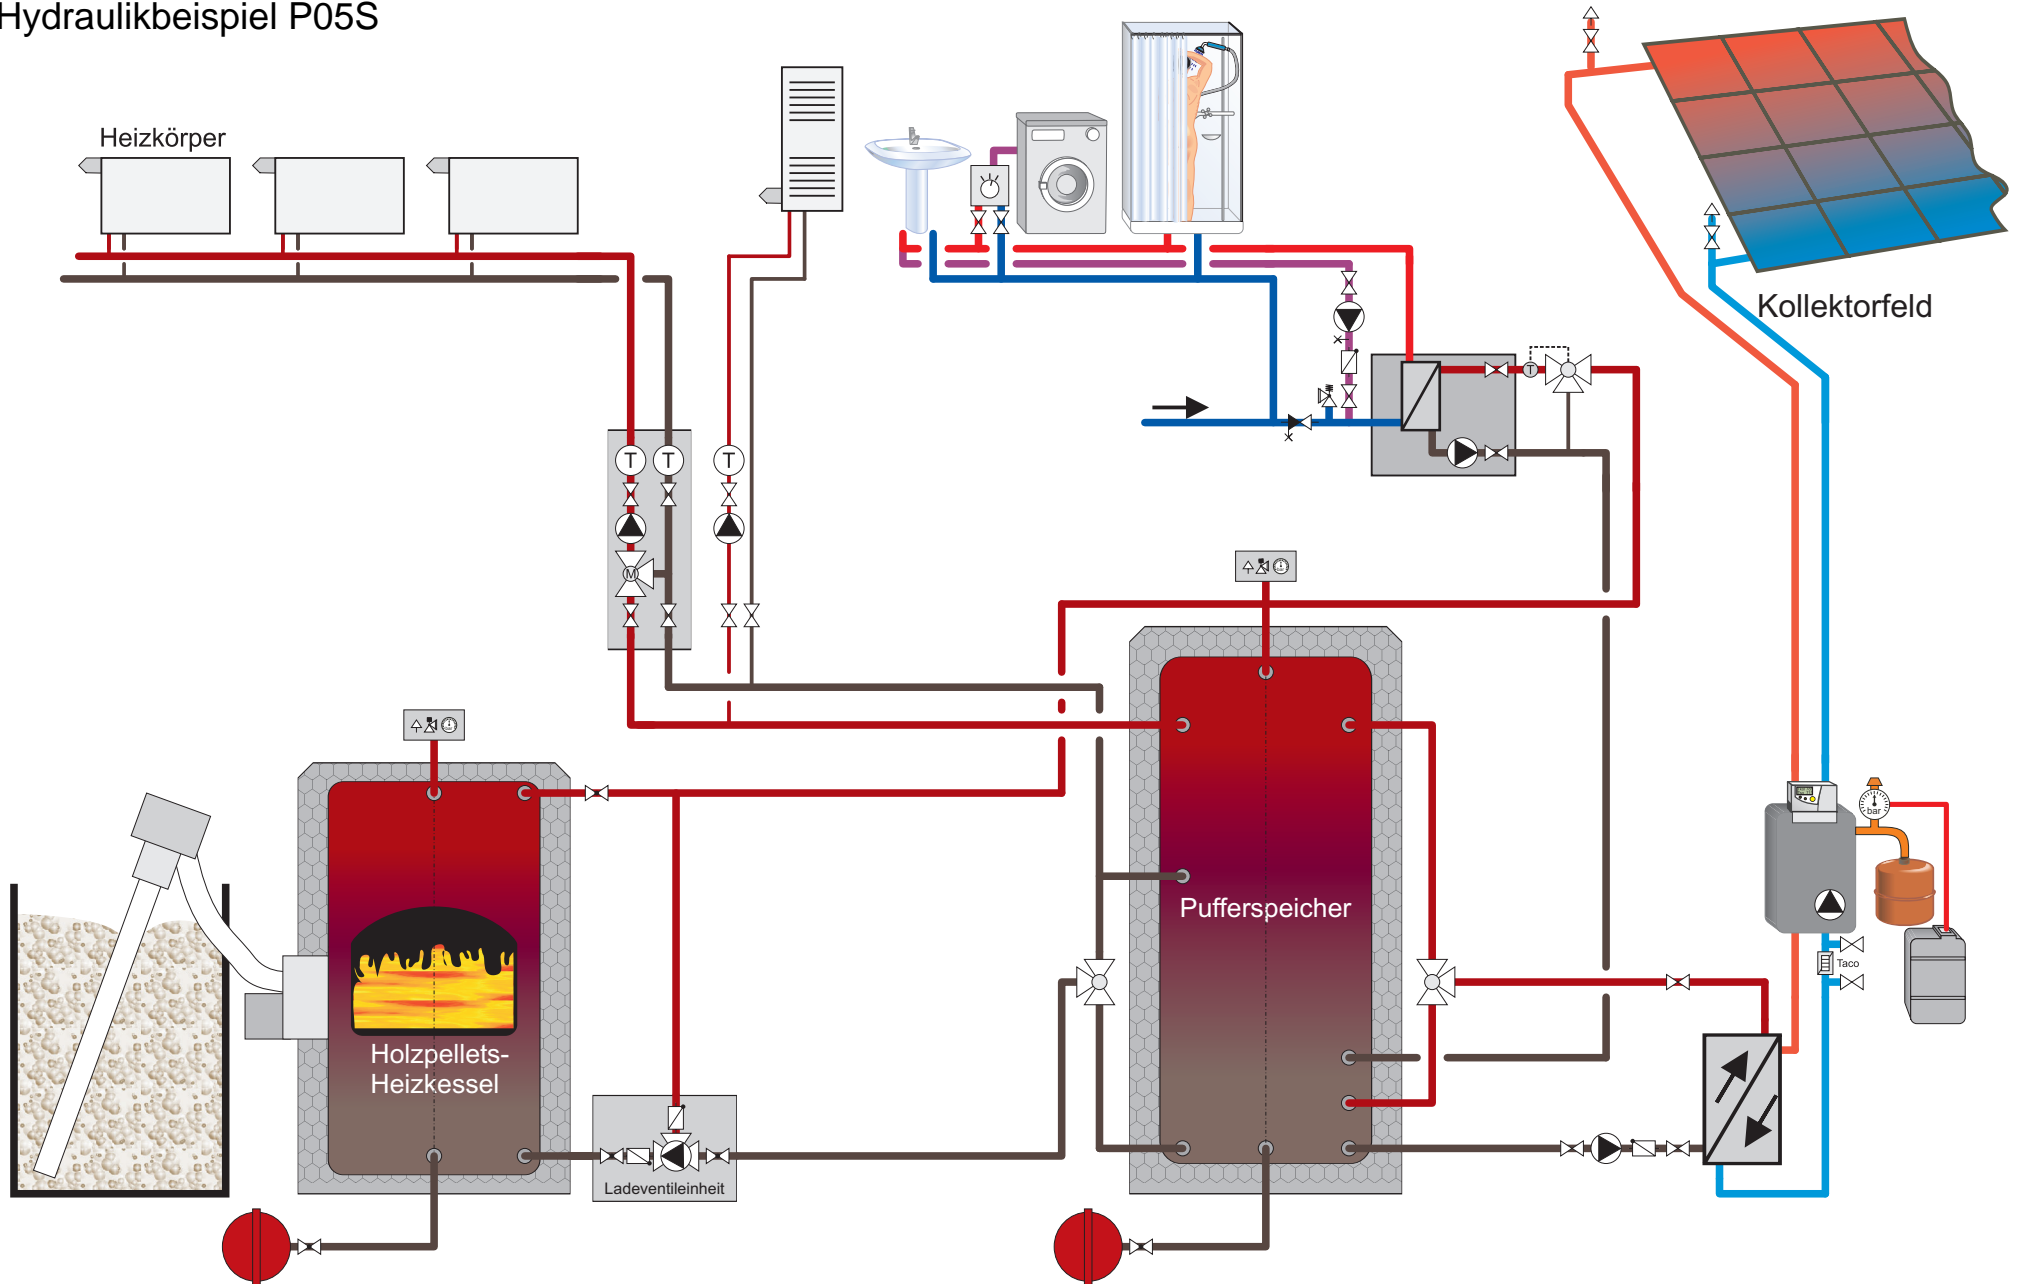 Hydraulikbeispiel P05S
Heizkörper
Kollektorfeld
T
T
T
T
M
bar
Taco
Pufferspeicher
Holzpellets-
Heizkessel
Ladeventileinheit